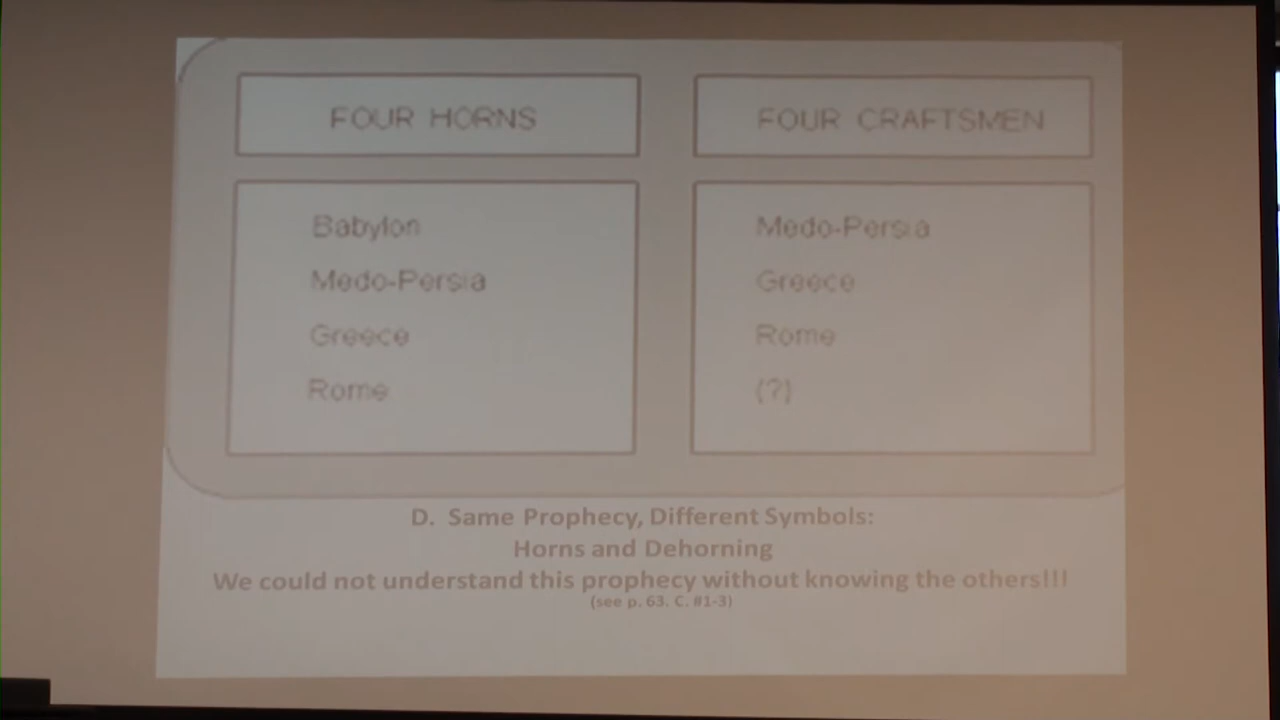 FOUR HORNS
FOUR CRAFTSMEN
Babylon
Medo-Persia
Greece
Rome
Medo-Persia
Greece
Rome
(?)
D. Same Prophecy, Different Symbols:
Horns and Dehorning
We could not understand this prophecy without knowing the others!!!
(see p. 63. C. #1-3)